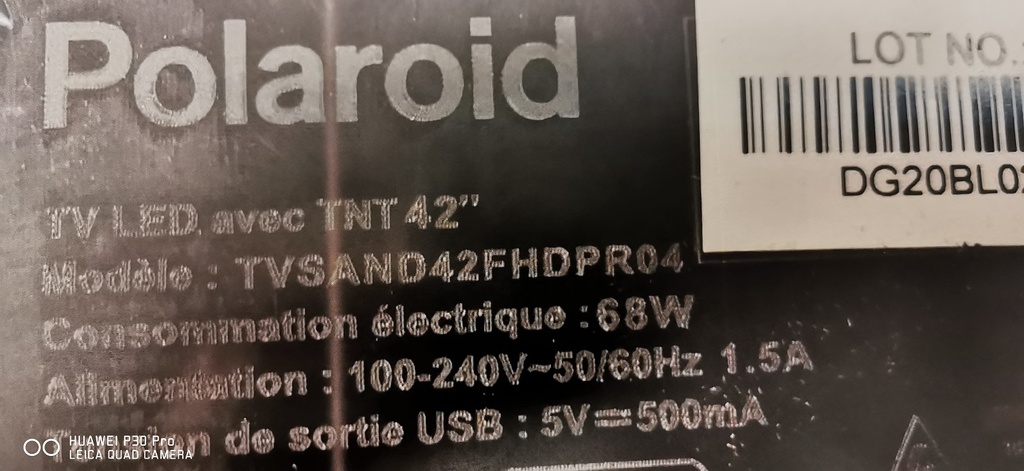 Polaroid
LOT NO.
DG20BL02
TV LED avec TNT 42"
Modèle : TVSAND42FHDPR04
Consommation électrique : 68W
Alimentation : 100-240V~50/60Hz 1.5A
de sortie USB : 5V⎓500mA
HUAWEI P30 Pro
LEICA QUAD CAMERA